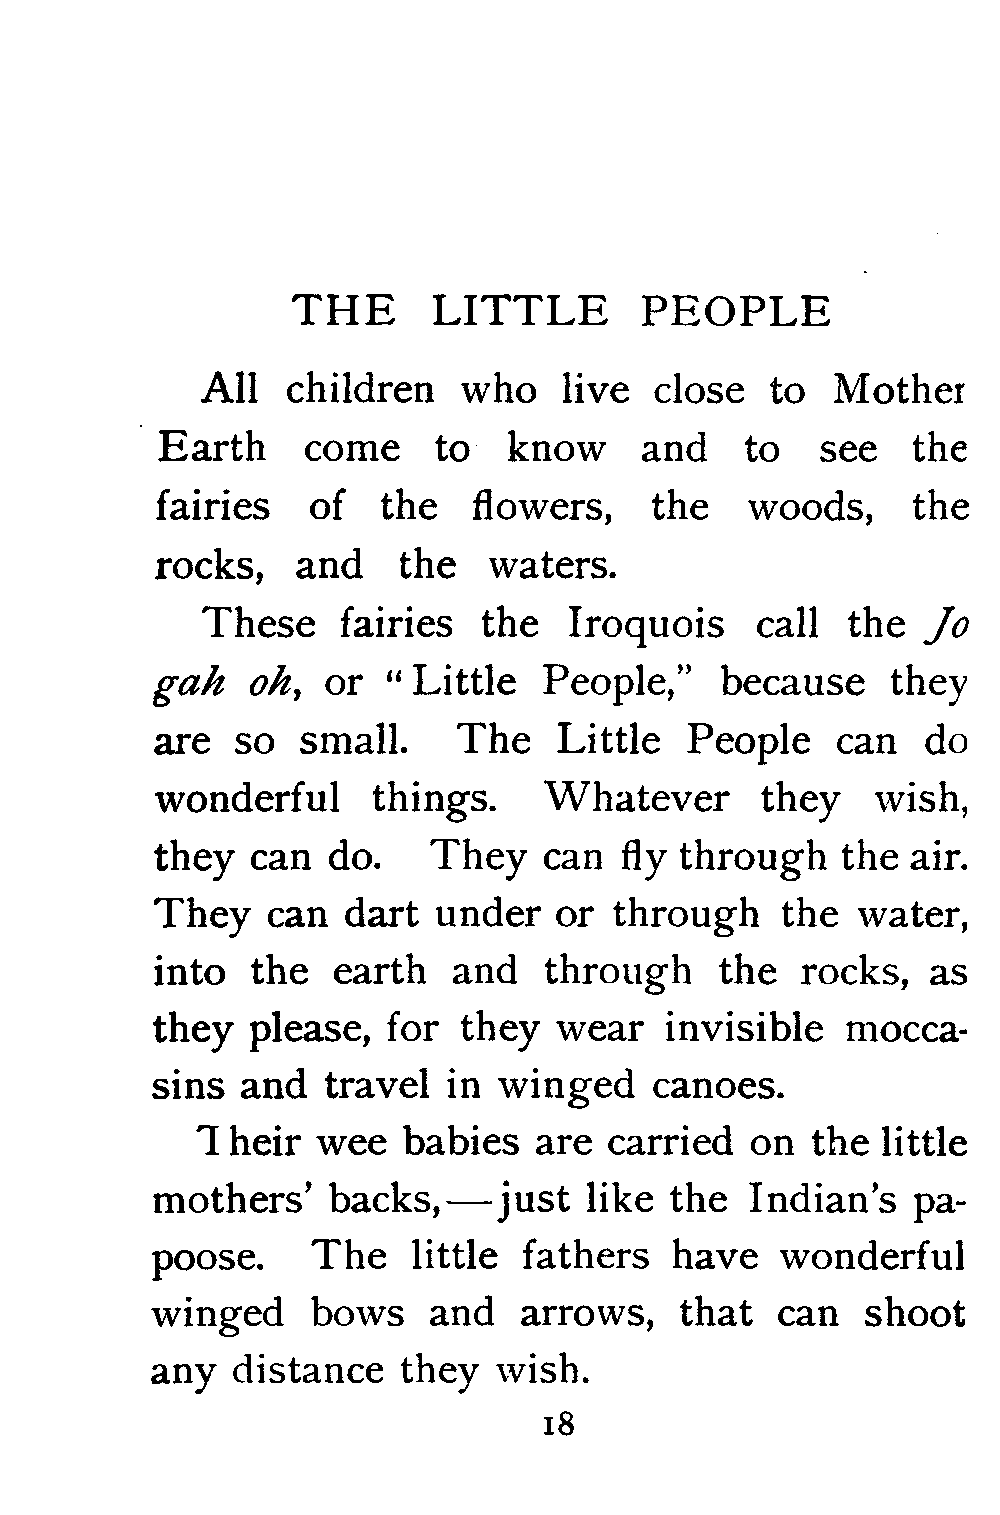 THE LITTLE PEOPLE
All children who live close to Mother
Earth come to know and to see the
fairies of the flowers, the woods, the
rocks, and the waters.
These fairies the Iroquois call the Jo
gah oh, or “Little People,” because they
are so small. The Little People can do
wonderful things. Whatever they wish,
they can do. They can fly through the air.
They can dart under or through the water,
into the earth and through the rocks, as
they please, for they wear invisible mocca-
sins and travel in winged canoes.
Their wee babies are carried on the little
mothers’ backs,—just like the Indian’s pa-
poose. The little fathers have wonderful
winged bows and arrows, that can shoot
any distance they wish.
18